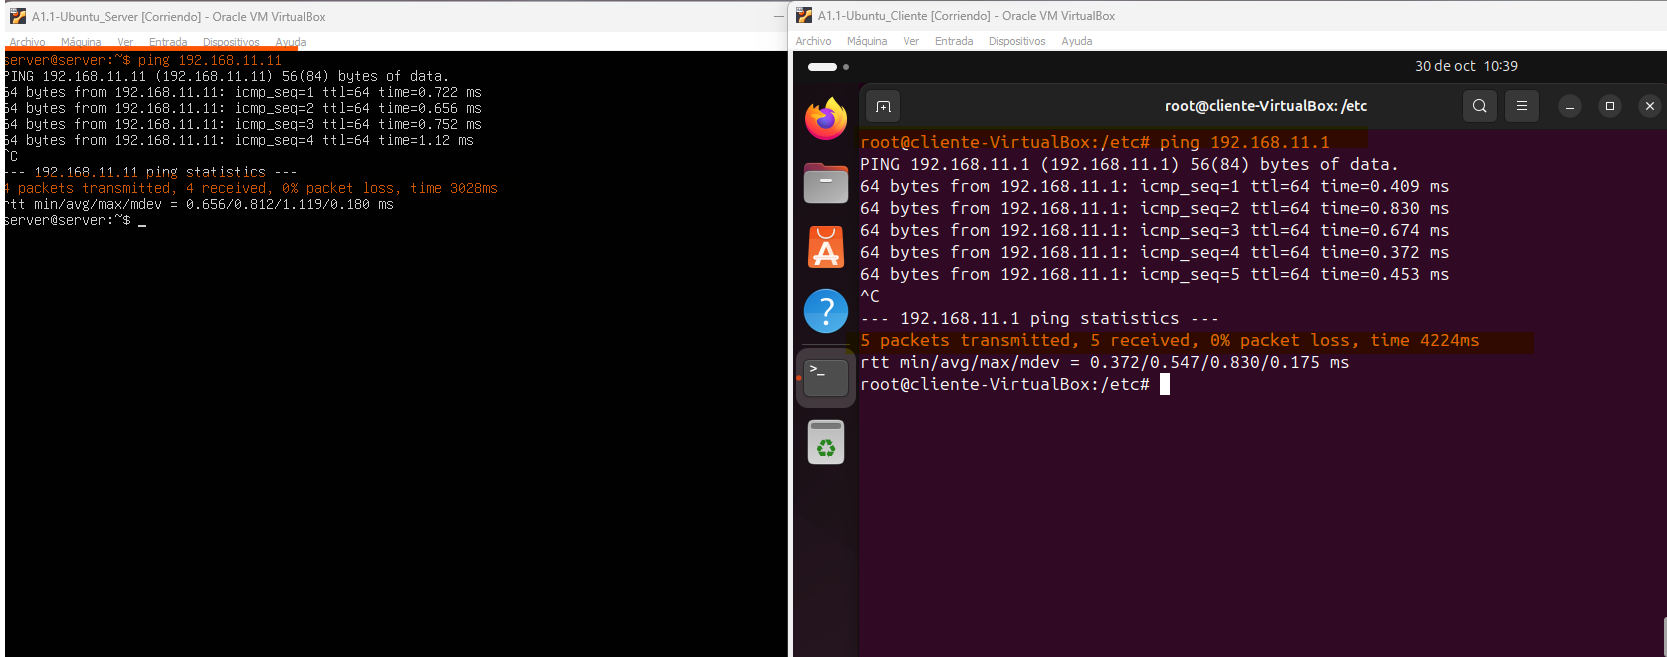 A1.1-Ubuntu_Server [Corriendo] - Oracle VM VirtualBox
Archivo Máquina Ver Entrada Dispositivos Ayuda
server@server:~$ ping 192.168.11.11
PING 192.168.11.11 (192.168.11.11) 56(84) bytes of data.
64 bytes from 192.168.11.11: icmp_seq=1 ttl=64 time=0.722 ms
64 bytes from 192.168.11.11: icmp_seq=2 ttl=64 time=0.656 ms
64 bytes from 192.168.11.11: icmp_seq=3 ttl=64 time=0.752 ms
64 bytes from 192.168.11.11: icmp_seq=4 ttl=64 time=1.12 ms
^C
--- 192.168.11.11 ping statistics ---
4 packets transmitted, 4 received, 0% packet loss, time 3028ms
rtt min/avg/max/mdev = 0.656/0.812/1.119/0.180 ms
server@server:~$ _
A1.1-Ubuntu_Cliente [Corriendo] - Oracle VM VirtualBox
Archivo Máquina Ver Entrada Dispositivos Ayuda
30 de oct 10:39
root@cliente-VirtualBox: /etc
root@cliente-VirtualBox:/etc# ping 192.168.11.1
PING 192.168.11.1 (192.168.11.1) 56(84) bytes of data.
64 bytes from 192.168.11.1: icmp_seq=1 ttl=64 time=0.409 ms
64 bytes from 192.168.11.1: icmp_seq=2 ttl=64 time=0.830 ms
64 bytes from 192.168.11.1: icmp_seq=3 ttl=64 time=0.674 ms
64 bytes from 192.168.11.1: icmp_seq=4 ttl=64 time=0.372 ms
64 bytes from 192.168.11.1: icmp_seq=5 ttl=64 time=0.453 ms
^C
--- 192.168.11.1 ping statistics ---
5 packets transmitted, 5 received, 0% packet loss, time 4224ms
rtt min/avg/max/mdev = 0.372/0.547/0.830/0.175 ms
root@cliente-VirtualBox:/etc#